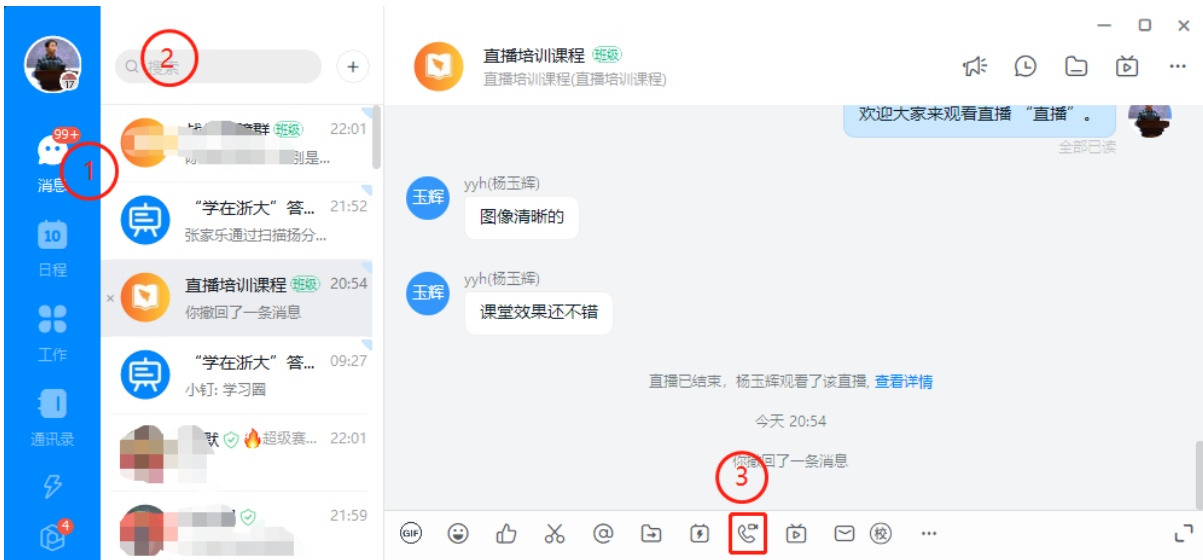 17
99+
消息
10
日程
工作
通讯录
4
1
2
搜索
+
群 班级 22:01
别是...
“学在浙大”答... 21:52
张家乐通过扫描扬分...
直播培训课程 班级 20:54
你撤回了一条消息
“学在浙大”答... 09:27
小钉: 学习圈
默 超级赛... 22:01
21:59
直播培训课程 班级
直播培训课程(直播培训课程)
欢迎大家来观看直播 “直播”。
全部已读
玉辉
yyh(杨玉辉)
图像清晰的
玉辉
yyh(杨玉辉)
课堂效果还不错
直播已结束，杨玉辉观看了该直播, 查看详情
今天 20:54
你撤回了一条消息
3
GIF
@
校